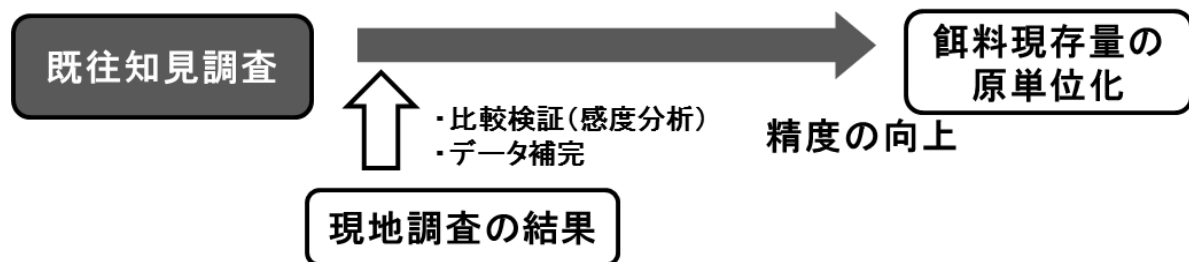 既往知見調査
餌料現存量の
原単位化
・比較検証(感度分析)
・データ補完
精度の向上
現地調査の結果